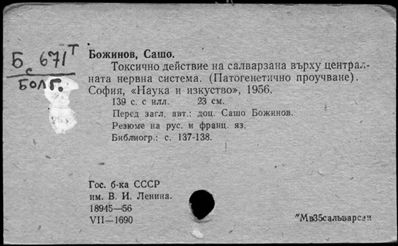 Б 671 Т
с
БОЛГ.
Божинов, Сашо.
Токсично действие на салварзана върху централ-
ната нервна система. (Патогенетично проучване).
София, «Наука и изкуство», 1956.
139 с. с илл. 23 см.
Перед загл. авт.: доц. Сашо Божинов.
Резюме на рус. и франц. яз.
Библиогр.: с. 137-138.
Гос. б-ка СССР
им. В. И. Ленина.
18945—56
VII—1690
"Мв35сальварсан